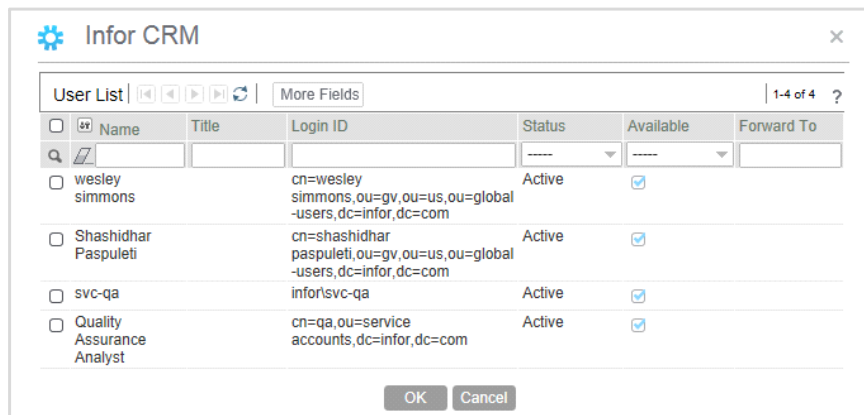 Infor CRM
User List More Fields 1-4 of 4 ?
Name Title Login ID Status Available Forward To
----- -----
wesley simmons cn=wesley simmons,ou=gv,ou=us,ou=global-users,dc=infor,dc=com Active
Shashidhar Paspuleti cn=shashidhar paspuleti,ou=gv,ou=us,ou=global-users,dc=infor,dc=com Active
svc-qa infor\svc-qa Active
Quality Assurance Analyst cn=qa,ou=service accounts,dc=infor,dc=com Active
OK Cancel